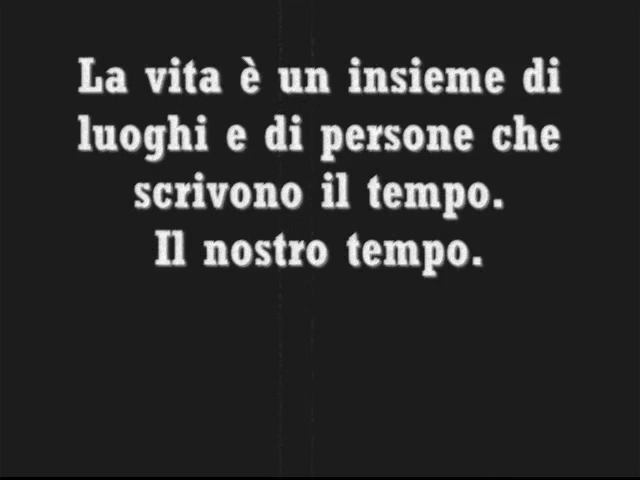 La vita è un insieme di
luoghi e di persone che
scrivono il tempo.
Il nostro tempo.